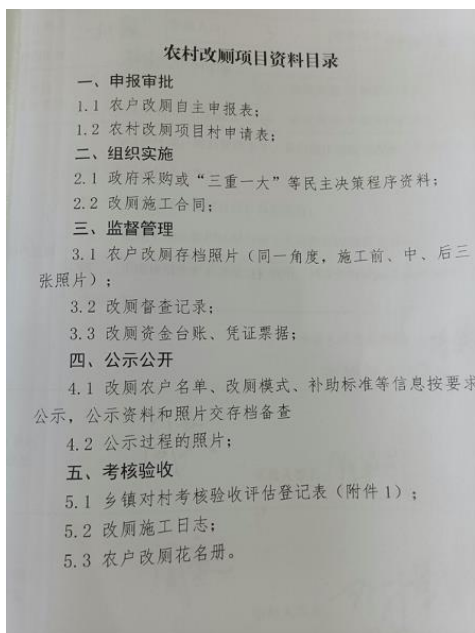 农村改厕项目资料目录
一、申报审批
1.1 农户改厕自主申报表；
1.2 农村改厕项目村申请表；
二、组织实施
2.1 政府采购或“三重一大”等民主决策程序资料；
2.2 改厕施工合同；
三、监督管理
3.1 农户改厕存档照片（同一角度，施工前、中、后三
张照片）；
3.2 改厕督查记录；
3.3 改厕资金台账、凭证票据；
四、公示公开
4.1 改厕农户名单、改厕模式、补助标准等信息按要求
公示，公示资料和照片交存档备查
4.2 公示过程的照片；
五、考核验收
5.1 乡镇对村考核验收评估登记表（附件1）；
5.2 改厕施工日志；
5.3 农户改厕花名册。